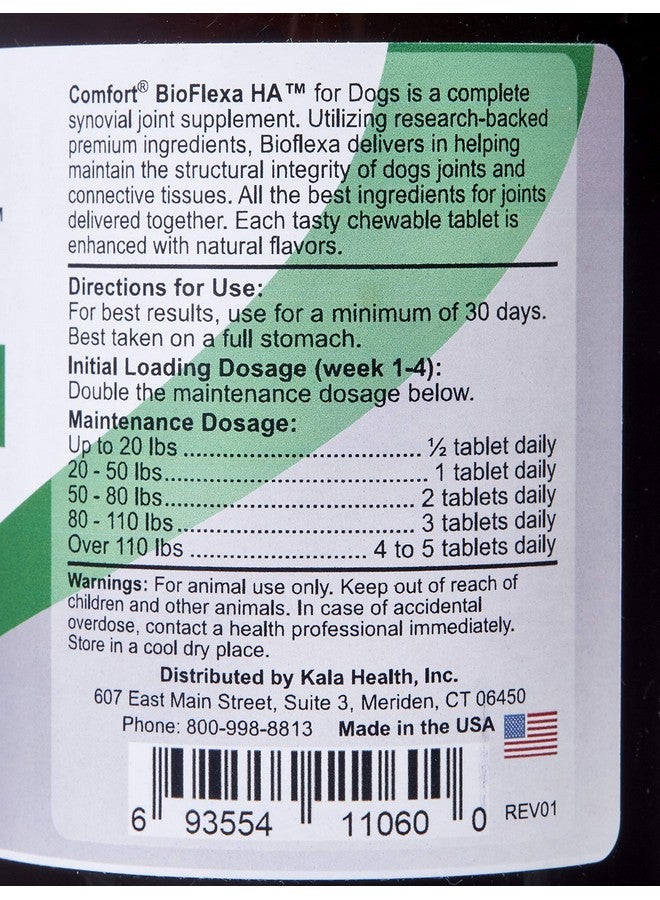 Comfort® BioFlexa HA™ for Dogs is a complete
synovial joint supplement. Utilizing research-backed
premium ingredients, Bioflexa delivers in helping
maintain the structural integrity of dogs joints and
connective tissues. All the best ingredients for joints
delivered together. Each tasty chewable tablet is
enhanced with natural flavors.
Directions for Use:
For best results, use for a minimum of 30 days.
Best taken on a full stomach.
Initial Loading Dosage (week 1-4):
Double the maintenance dosage below.
Maintenance Dosage:
Up to 20 lbs ........................................ ½ tablet daily
20 - 50 lbs............................................. 1 tablet daily
50 - 80 lbs........................................... 2 tablets daily
80 - 110 lbs......................................... 3 tablets daily
Over 110 lbs .............................. 4 to 5 tablets daily
Warnings: For animal use only. Keep out of reach of
children and other animals. In case of accidental
overdose, contact a health professional immediately.
Store in a cool dry place.
Distributed by Kala Health, Inc.
607 East Main Street, Suite 3, Meriden, CT 06450
Phone: 800-998-8813 Made in the USA
6 93554 11060 0 REV01